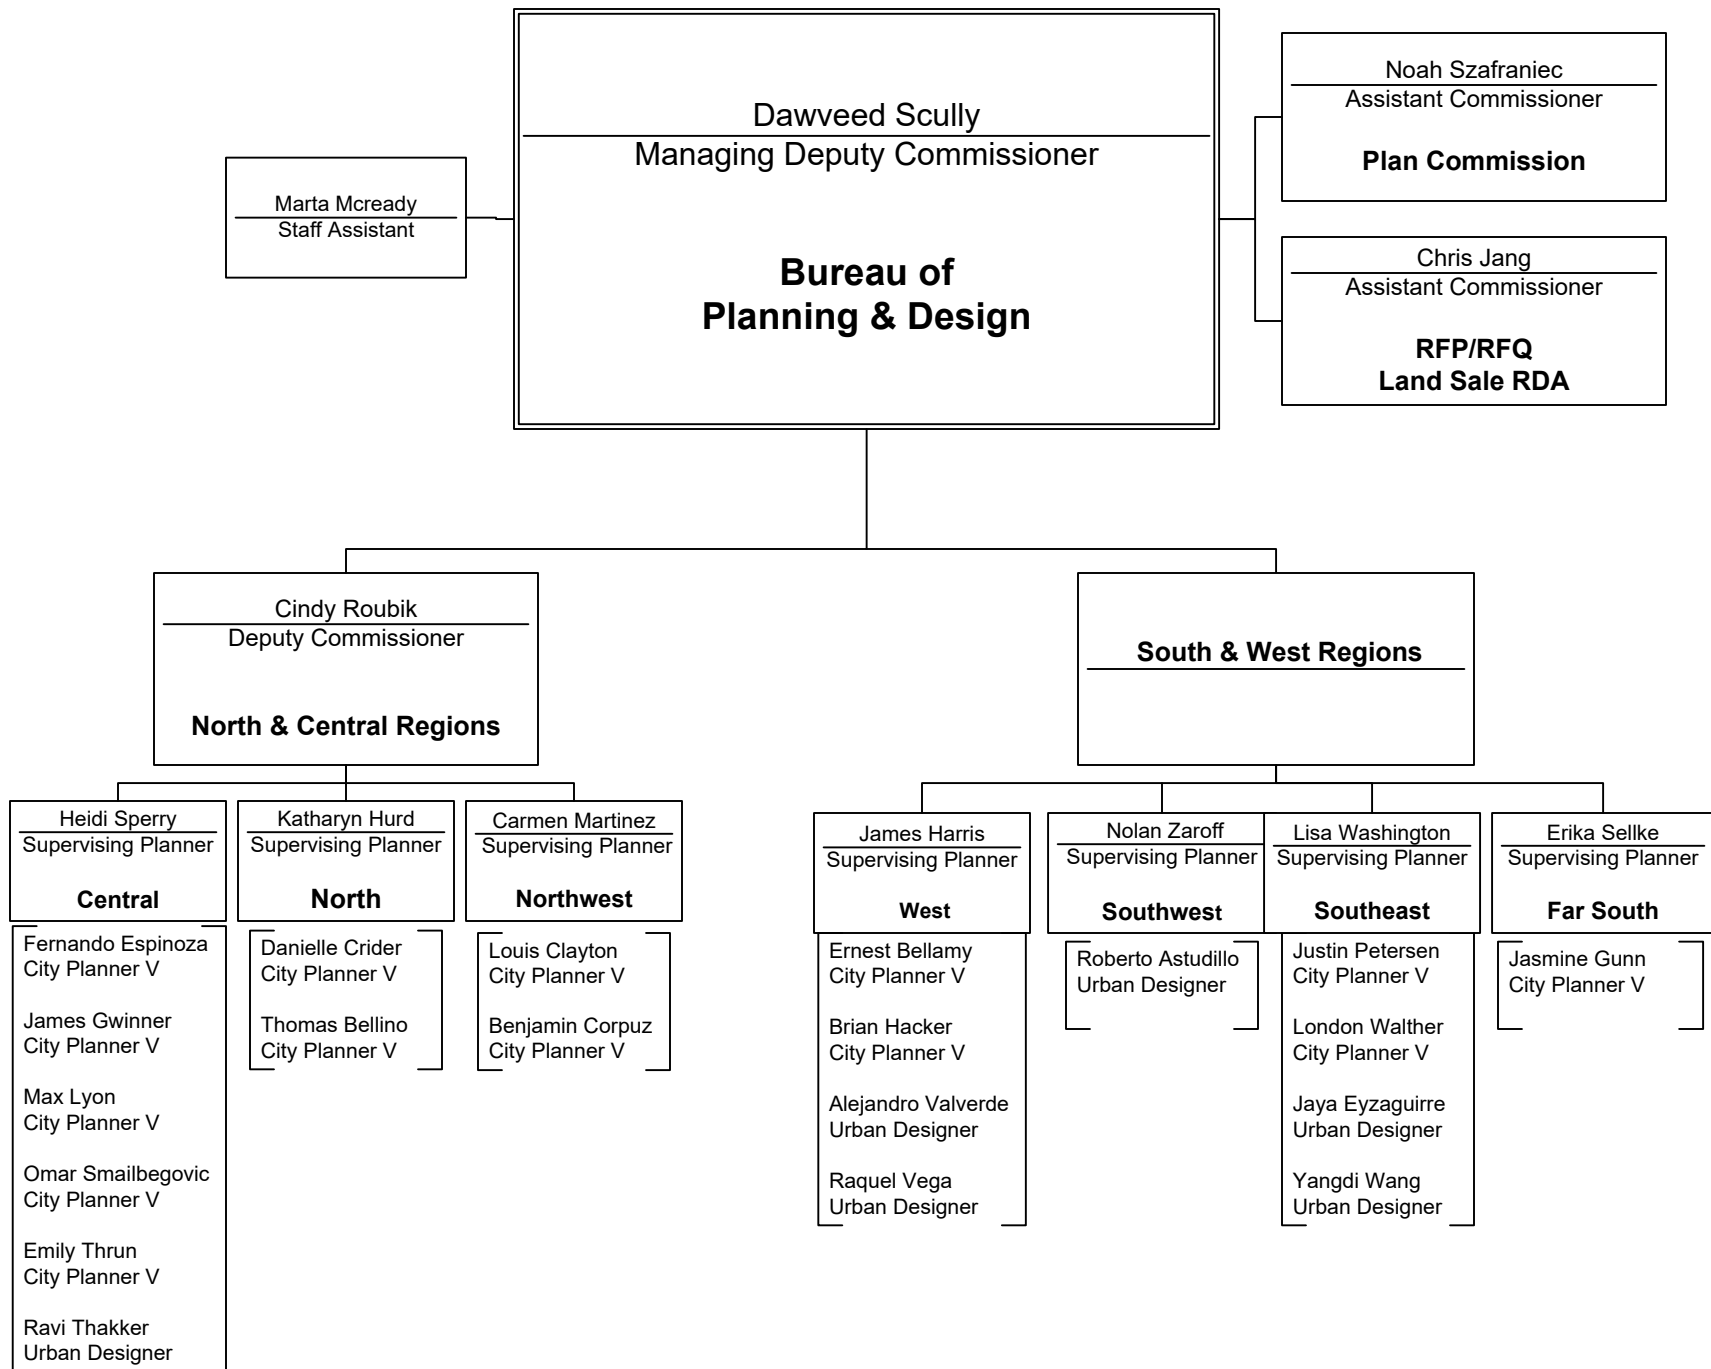 Dawveed Scully
Managing Deputy Commissioner
Bureau of
Planning & Design
Marta Mcready
Staff Assistant
Noah Szafraniec
Assistant Commissioner
Plan Commission
Chris Jang
Assistant Commissioner
RFP/RFQ
Land Sale RDA
Cindy Roubik
Deputy Commissioner
North & Central Regions
South & West Regions
Heidi Sperry
Supervising Planner
Central
Fernando Espinoza
City Planner V
James Gwinner
City Planner V
Max Lyon
City Planner V
Omar Smailbegovic
City Planner V
Emily Thrun
City Planner V
Ravi Thakker
Urban Designer
Katharyn Hurd
Supervising Planner
North
Danielle Crider
City Planner V
Thomas Bellino
City Planner V
Carmen Martinez
Supervising Planner
Northwest
Louis Clayton
City Planner V
Benjamin Corpuz
City Planner V
James Harris
Supervising Planner
West
Ernest Bellamy
City Planner V
Brian Hacker
City Planner V
Alejandro Valverde
Urban Designer
Raquel Vega
Urban Designer
Nolan Zaroff
Supervising Planner
Southwest
Roberto Astudillo
Urban Designer
Lisa Washington
Supervising Planner
Southeast
Justin Petersen
City Planner V
London Walther
City Planner V
Jaya Eyzaguirre
Urban Designer
Yangdi Wang
Urban Designer
Erika Sellke
Supervising Planner
Far South
Jasmine Gunn
City Planner V